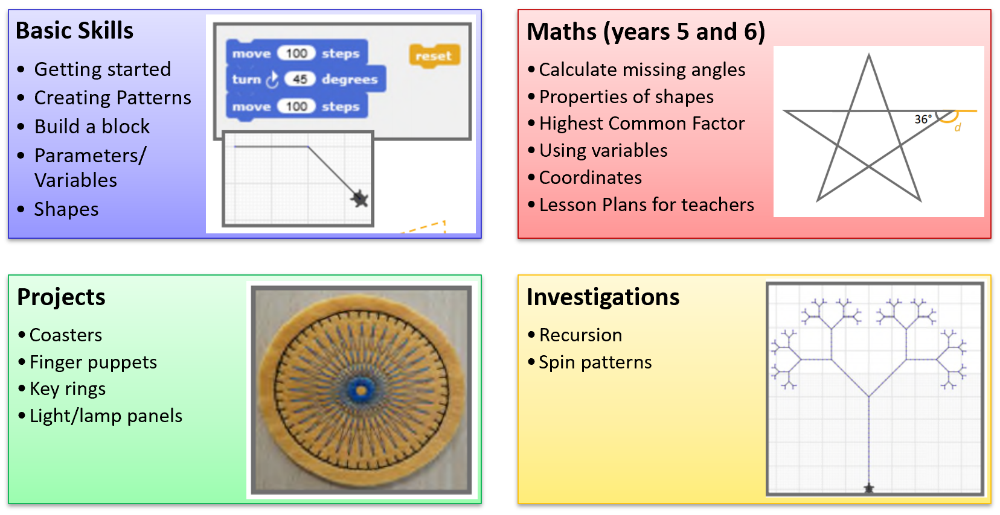 Basic Skills
• Getting started
• Creating Patterns
• Build a block
• Parameters/
Variables
• Shapes
move 100 steps
turn 45 degrees
move 100 steps
reset
Maths (years 5 and 6)
• Calculate missing angles
• Properties of shapes
• Highest Common Factor
• Using variables
• Coordinates
• Lesson Plans for teachers
36°
d
Projects
• Coasters
• Finger puppets
• Key rings
• Light/lamp panels
Investigations
• Recursion
• Spin patterns